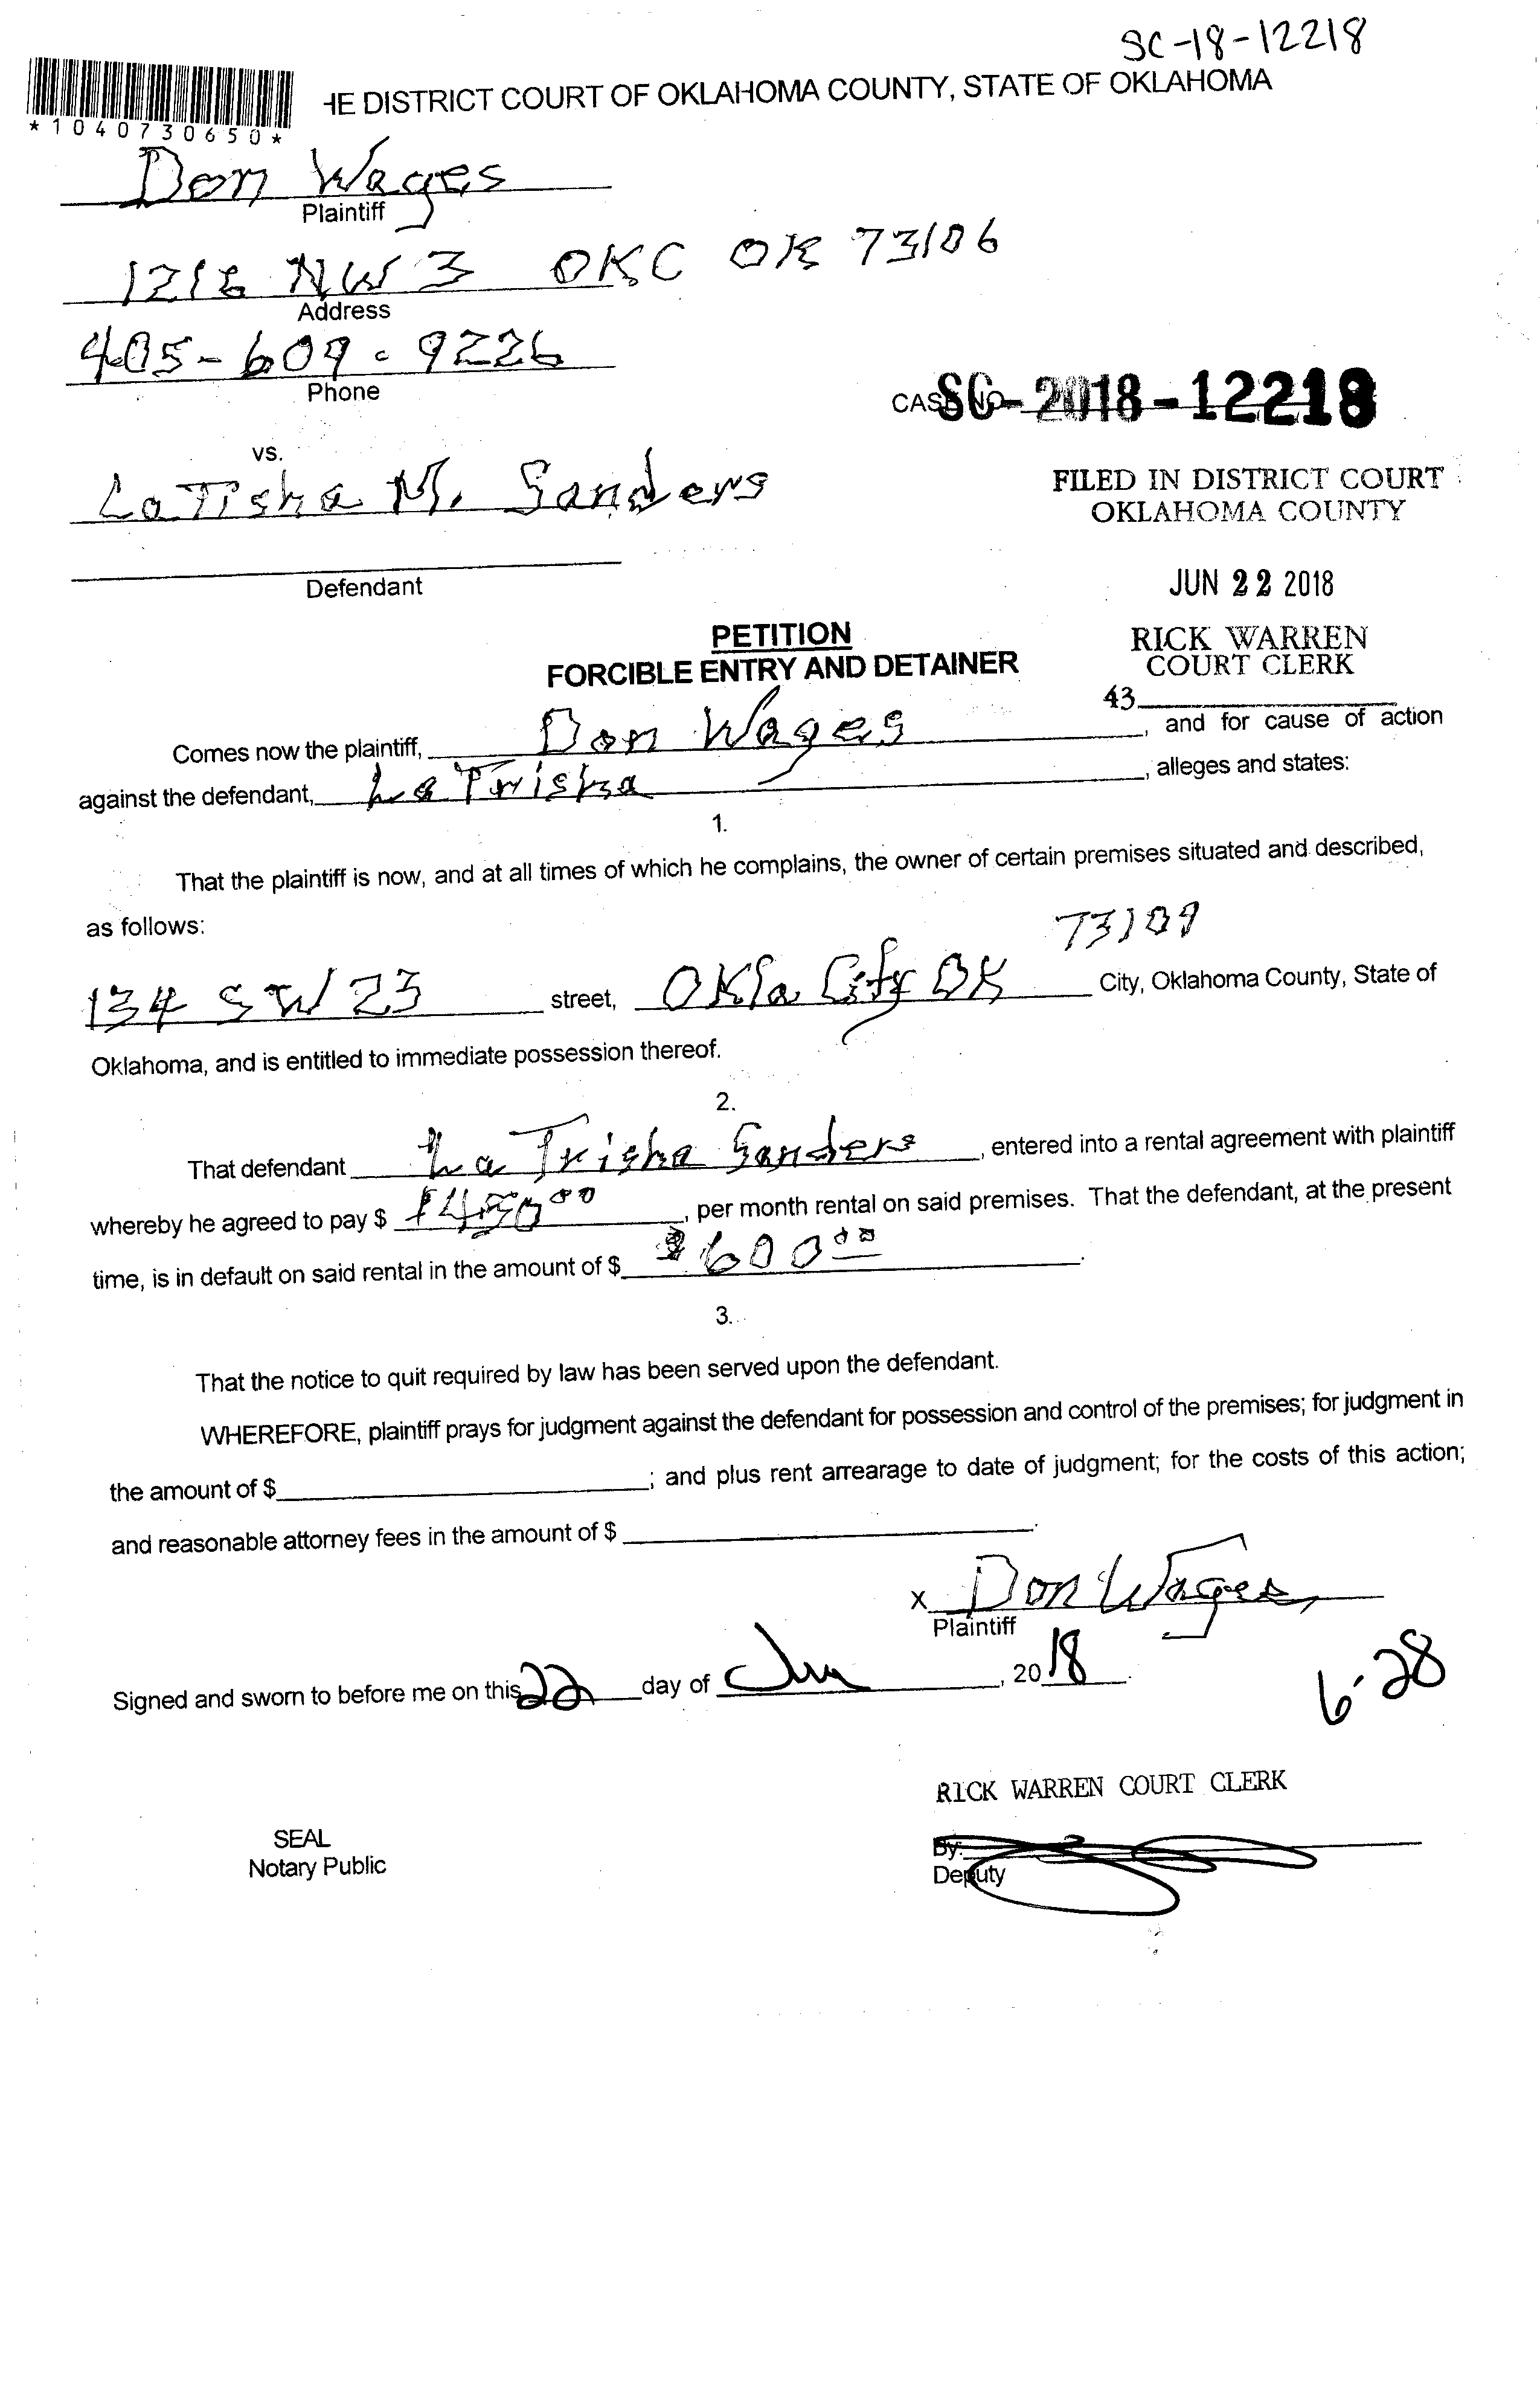 SC-18-12218
HE DISTRICT COURT OF OKLAHOMA COUNTY, STATE OF OKLAHOMA
*1040730650*
Don Wages
Plaintiff
1216 NW 3 OKC OK 73106
Address
405-609-9226
Phone
CASE NO. SC-2018-12218
vs.
LaTisha M. Sanders
FILED IN DISTRICT COURT
OKLAHOMA COUNTY
Defendant
JUN 22 2018
PETITION
FORCIBLE ENTRY AND DETAINER
RICK WARREN
COURT CLERK
43
Comes now the plaintiff, Don Wages, and for cause of action
against the defendant, La Trisha, alleges and states:
1.
That the plaintiff is now, and at all times of which he complains, the owner of certain premises situated and described,
as follows:
73109
134 SW 23 street, Okla City OK City, Oklahoma County, State of
Oklahoma, and is entitled to immediate possession thereof.
2.
That defendant La Trisha Sanders, entered into a rental agreement with plaintiff
whereby he agreed to pay $ $450 00, per month rental on said premises. That the defendant, at the present
time, is in default on said rental in the amount of $ $600 00.
3.
That the notice to quit required by law has been served upon the defendant.
WHEREFORE, plaintiff prays for judgment against the defendant for possession and control of the premises; for judgment in
the amount of $; and plus rent arrearage to date of judgment; for the costs of this action;
and reasonable attorney fees in the amount of $.
x Don Wages
Plaintiff
Signed and sworn to before me on this 22 day of Jun, 2018.
6-28
RICK WARREN COURT CLERK
SEAL
Notary Public
By:
Deputy